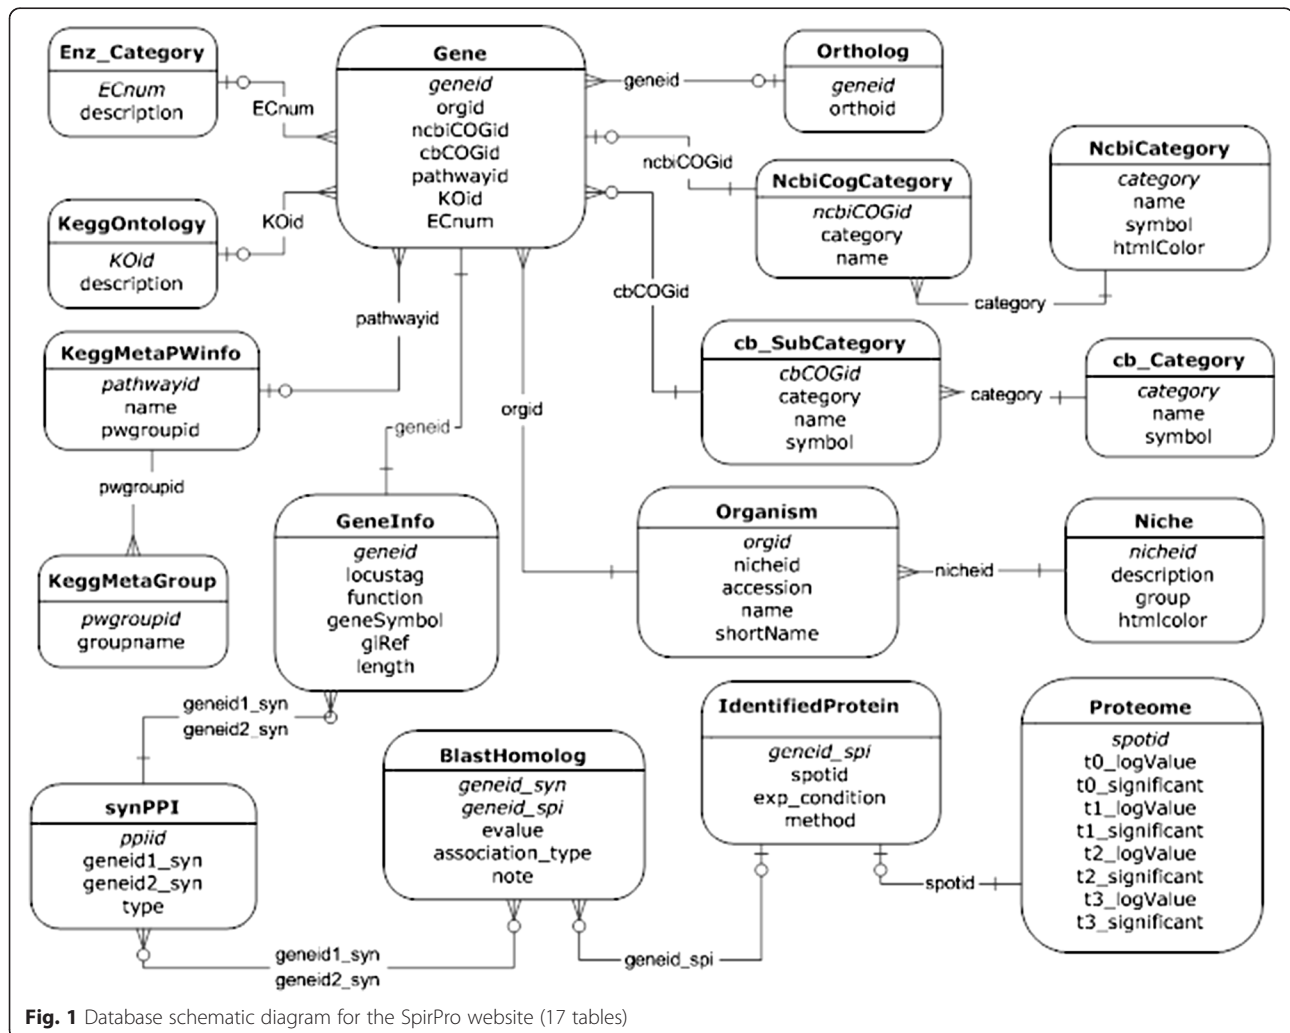 Enz_Category
ECnum
description
ECnum
Gene
geneid
orgid
ncbiCOGid
cbCOGid
pathwayid
KOid
ECnum
geneid
Ortholog
geneid
orthoid
ncbiCOGid
NcbiCogCategory
ncbiCOGid
category
name
NcbiCategory
category
name
symbol
htmlColor
category
KeggOntology
KOid
description
KOid
cbCOGid
pathwayid
KeggMetaPWinfo
pathwayid
name
pwgroupid
cb_SubCategory
cbCOGid
category
name
symbol
category
cb_Category
category
name
symbol
orgid
geneid
pwgroupid
KeggMetaGroup
pwgroupid
groupname
GeneInfo
geneid
locustag
function
geneSymbol
giRef
length
Organism
orgid
nicheid
accession
name
shortName
nicheid
Niche
nicheid
description
group
htmlcolor
geneid1_syn
geneid2_syn
synPPI
ppiid
geneid1_syn
geneid2_syn
type
BlastHomolog
geneid_syn
geneid_spi
evalue
association_type
note
IdentifiedProtein
geneid_spi
spotid
exp_condition
method
spotid
Proteome
spotid
t0_logValue
t0_significant
t1_logValue
t1_significant
t2_logValue
t2_significant
t3_logValue
t3_significant
geneid1_syn
geneid2_syn
geneid_spi
Fig. 1 Database schematic diagram for the SpirPro website (17 tables)